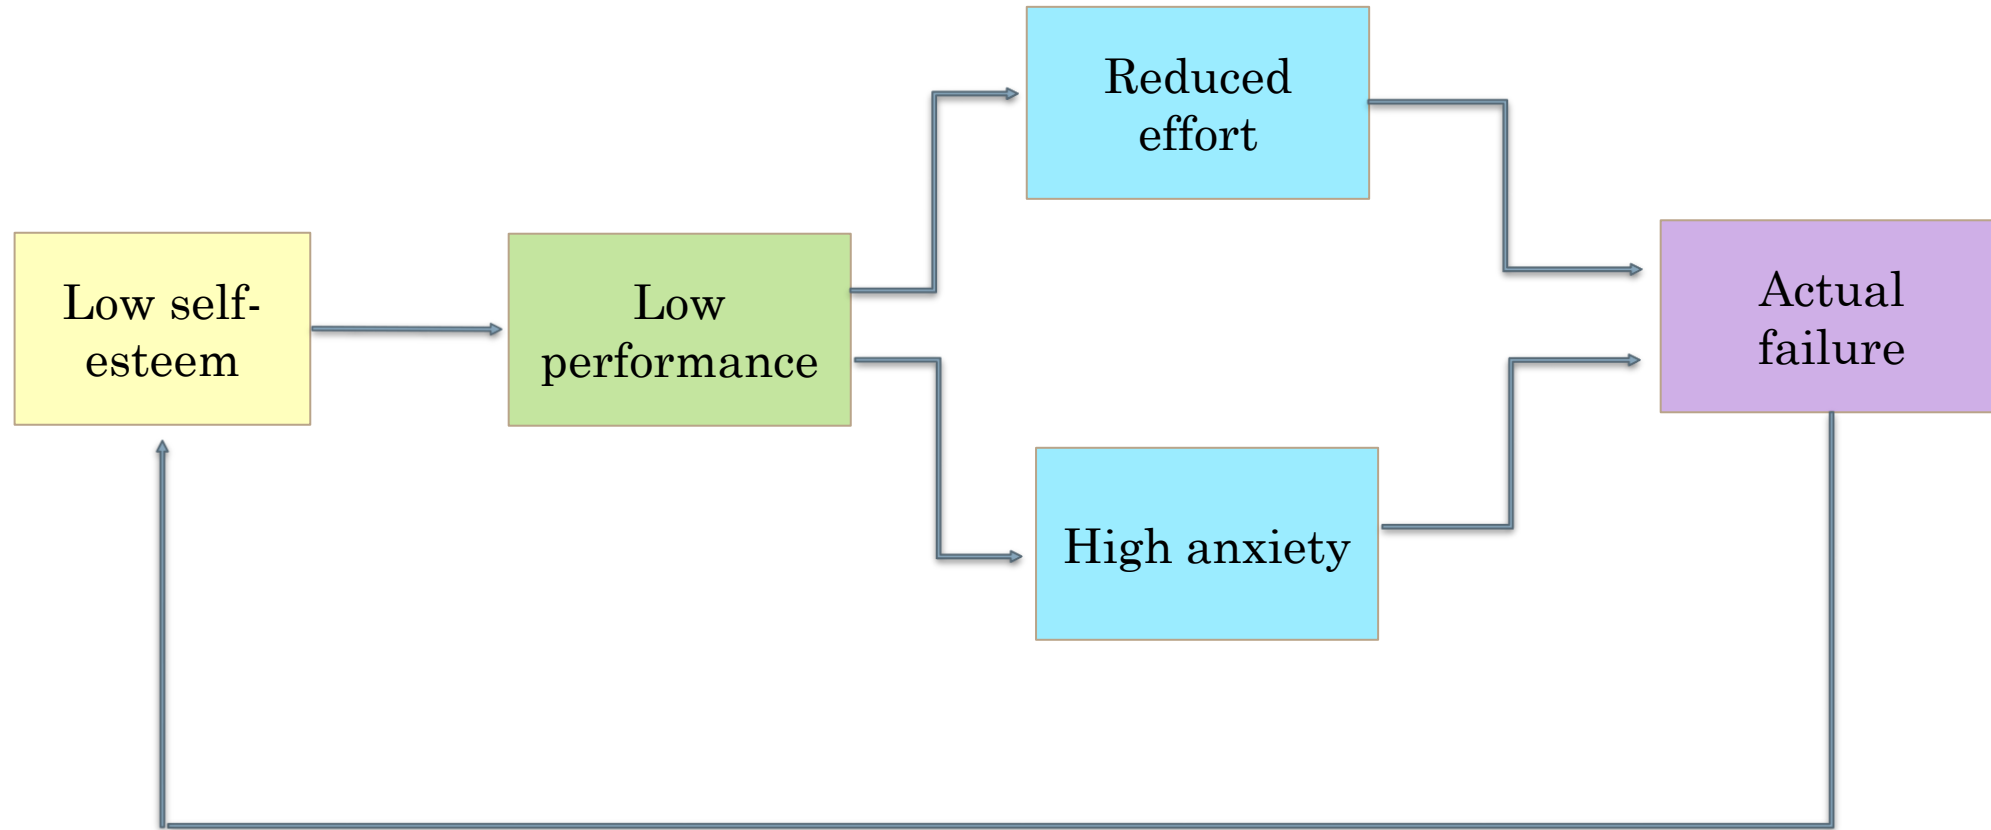 Low self-
esteem
Low
performance
Reduced
effort
High anxiety
Actual
failure